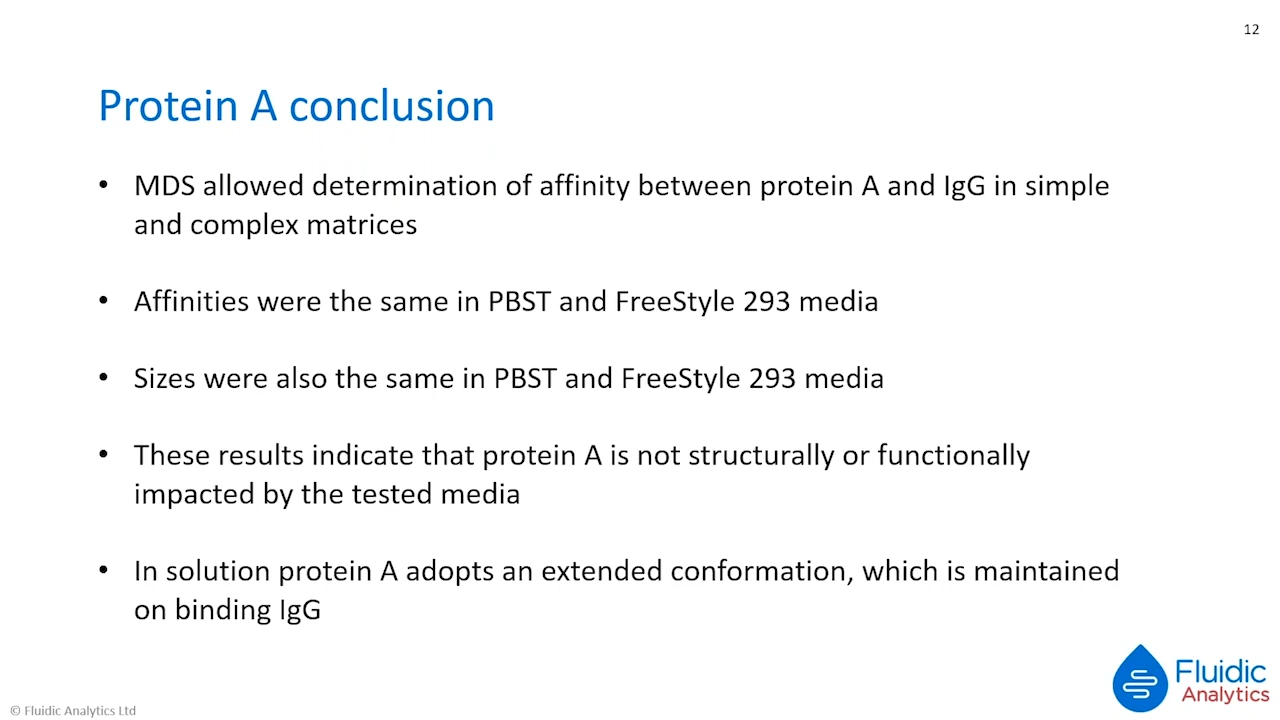 12
Protein A conclusion
• MDS allowed determination of affinity between protein A and IgG in simple
and complex matrices
• Affinities were the same in PBST and FreeStyle 293 media
• Sizes were also the same in PBST and FreeStyle 293 media
• These results indicate that protein A is not structurally or functionally
impacted by the tested media
• In solution protein A adopts an extended conformation, which is maintained
on binding IgG
Fluidic
Analytics
© Fluidic Analytics Ltd